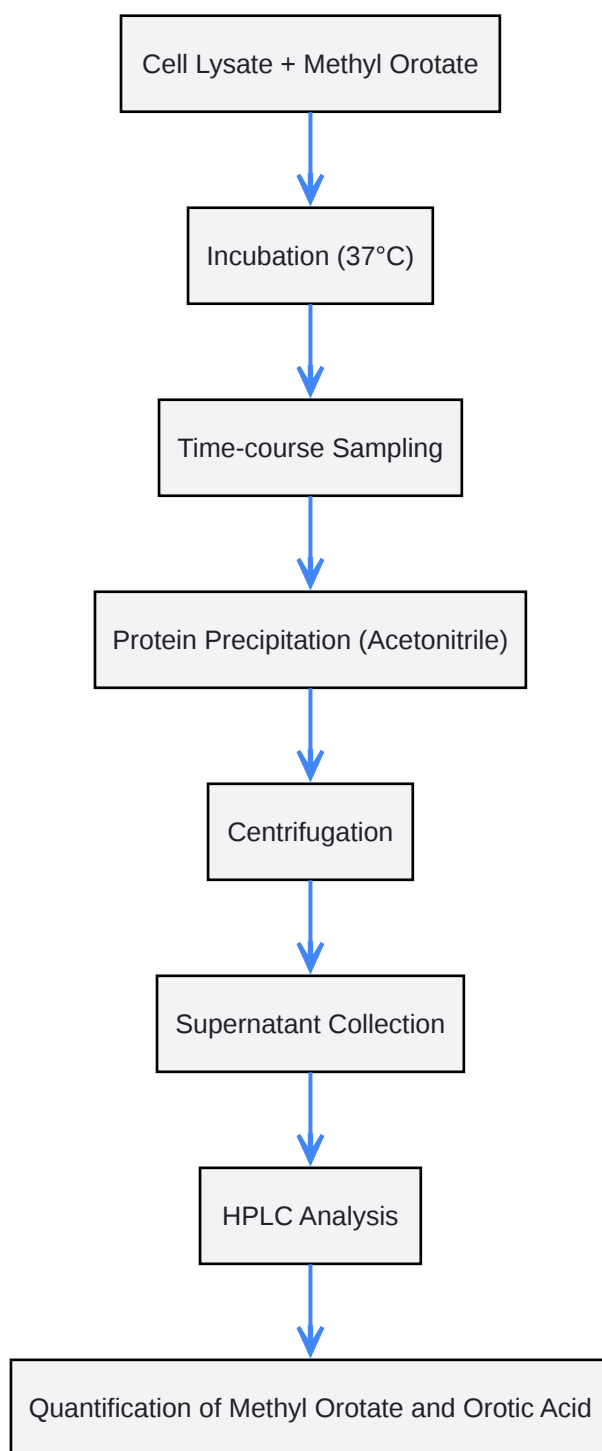 Cell Lysate + Methyl Orotate
Incubation (37°C)
Time-course Sampling
Protein Precipitation (Acetonitrile)
Centrifugation
Supernatant Collection
HPLC Analysis
Quantification of Methyl Orotate and Orotic Acid